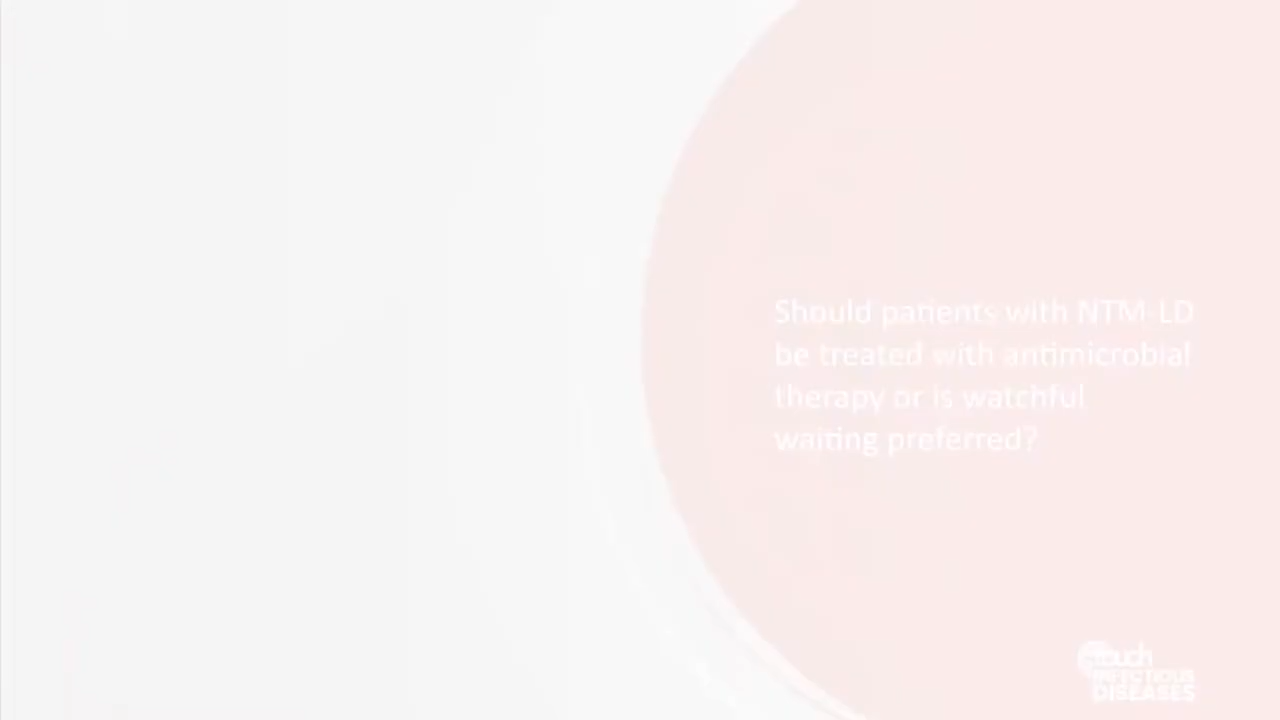 Should patients with NTM-LD
be treated with antimicrobial
therapy or is watchful
waiting preferred?
touch
INFECTIOUS
DISEASES